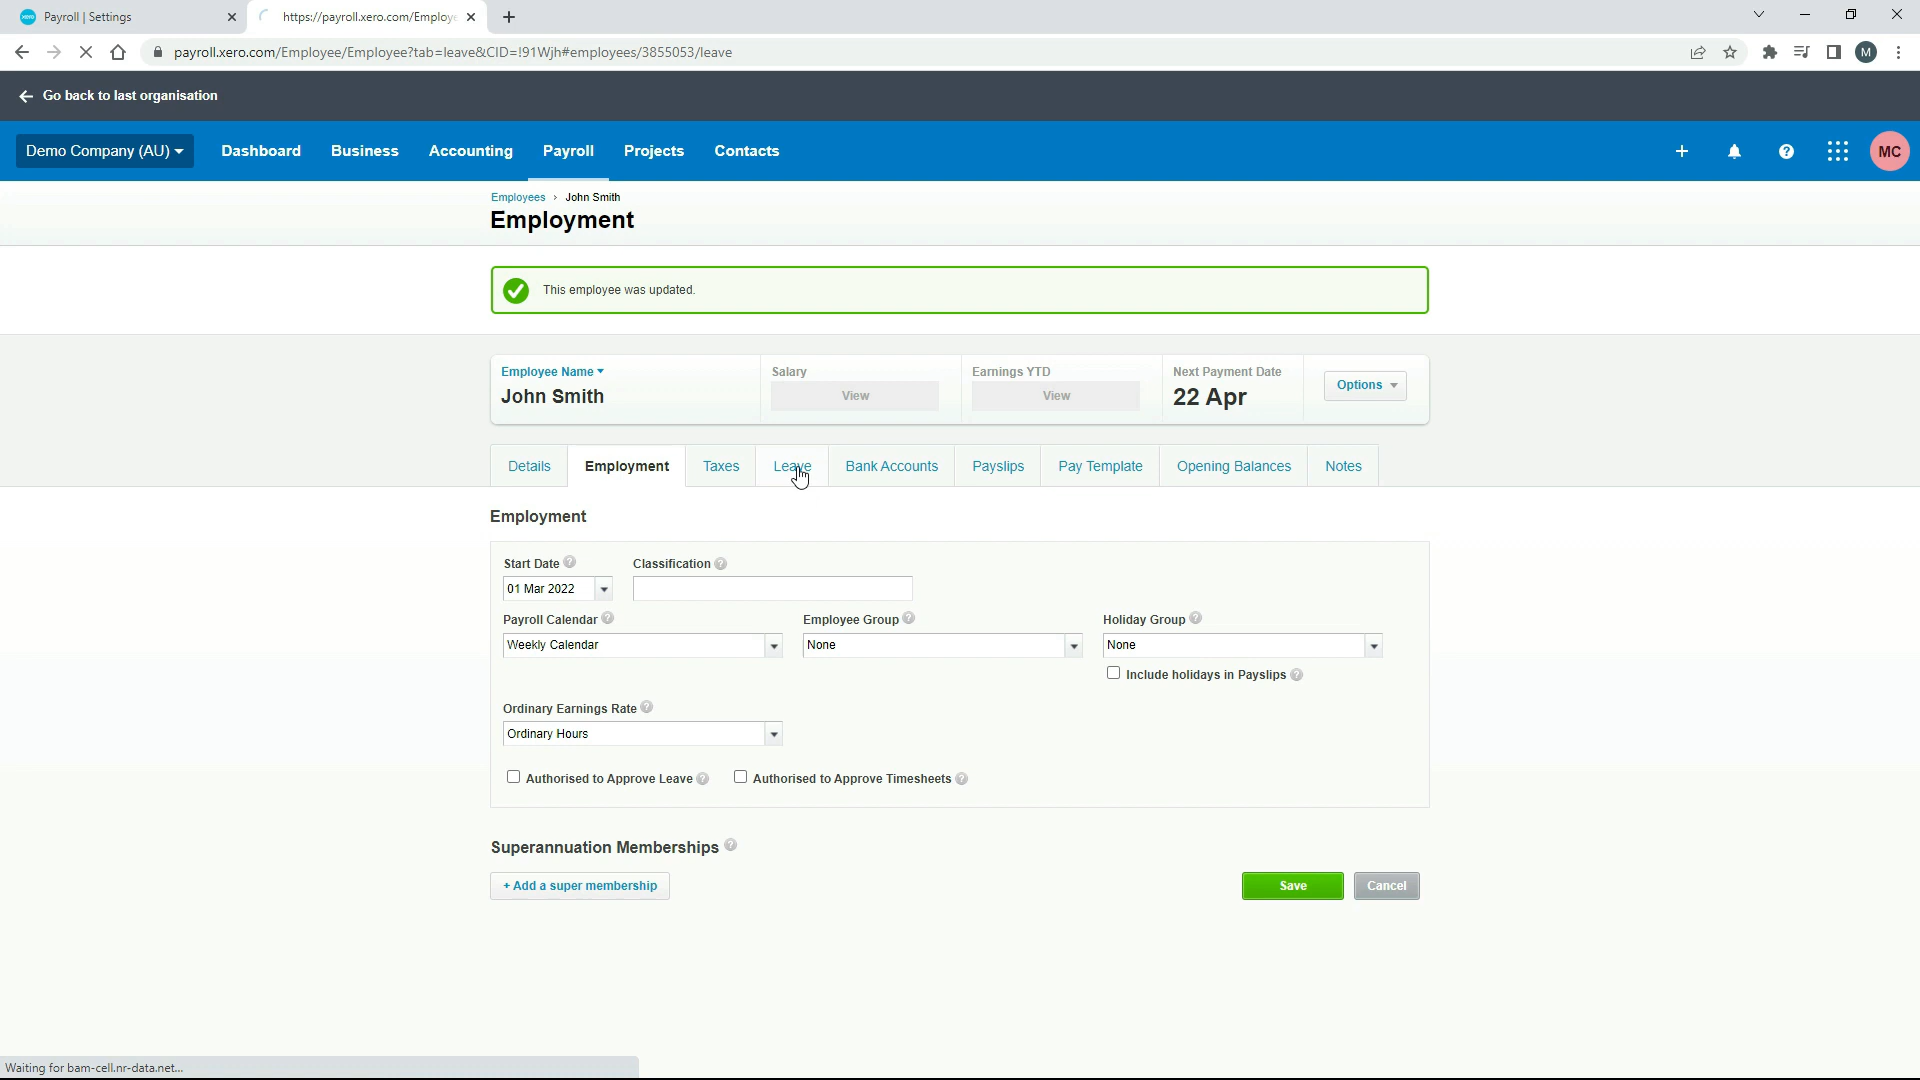 xero Payroll | Settings
https://payroll.xero.com/Employe
payroll.xero.com/Employee/Employee?tab=leave&CID=!91Wjh#employees/3855053/leave
M
Go back to last organisation
Demo Company (AU) Dashboard Business Accounting Payroll Projects Contacts
MC
Employees › John Smith
Employment
This employee was updated.
Employee Name Salary Earnings YTD Next Payment Date
John Smith View View 22 Apr Options
Details Employment Taxes Leave Bank Accounts Payslips Pay Template Opening Balances Notes
Employment
Start Date ? Classification ?
01 Mar 2022
Payroll Calendar ? Employee Group ? Holiday Group ?
Weekly Calendar None None
Include holidays in Payslips ?
Ordinary Earnings Rate ?
Ordinary Hours
Authorised to Approve Leave ? Authorised to Approve Timesheets ?
Superannuation Memberships ?
+ Add a super membership Save Cancel
Waiting for bam-cell.nr-data.net...